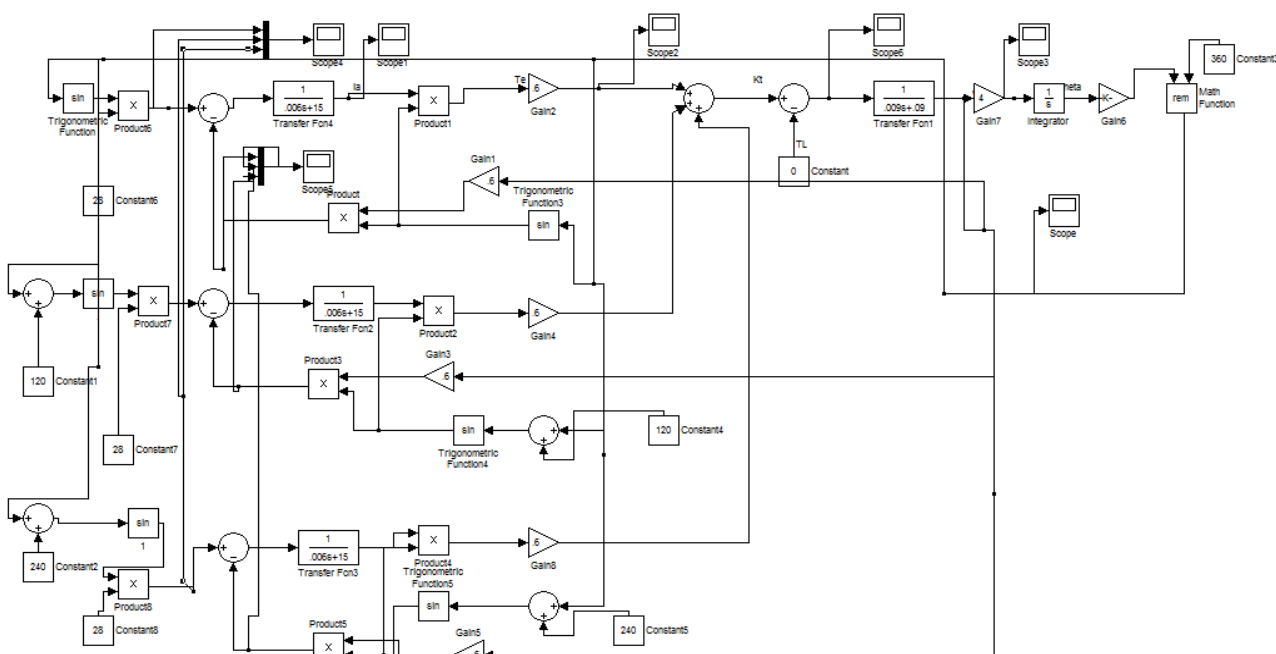 Scope4
Scope1
Scope2
Scope6
Scope3
360
Constant3
sin
Trigonometric
Function
X
Product6
+
−
1
.006s+15
Transfer Fcn4
Ia
X
Product1
Te
.6
Gain2
+
+
+
Kt
+
−
TL
0
Constant
1
.009s+.09
Transfer Fcn1
4
Gain7
1
s
Integrator
heta
-K-
Gain6
rem
Math
Function
Scope5
28
Constant6
Product
X
Gain1
.6
Trigonometric
Function3
sin
Scope
+
+
sin
X
Product7
+
−
1
.006s+15
Transfer Fcn2
X
Product2
.6
Gain4
120
Constant1
28
Constant7
Product3
X
Gain3
.6
sin
Trigonometric
Function4
+
+
120
Constant4
+
+
sin
1
240
Constant2
X
Product8
28
Constant8
+
−
1
.006s+15
Transfer Fcn3
X
Product4
.6
Gain8
Trigonometric
Function5
sin
+
+
240
Constant5
Product5
X
Gain5
.6